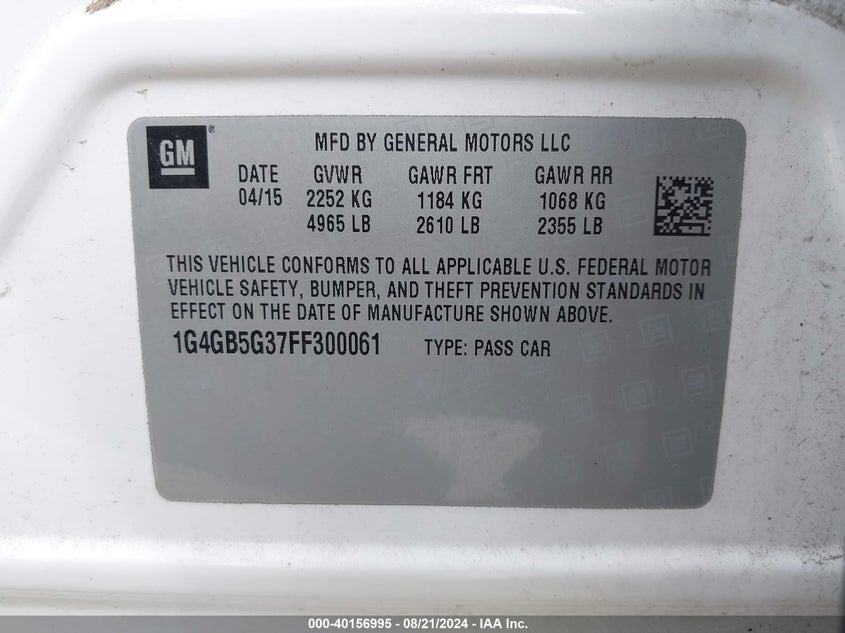 GM®
MFD BY GENERAL MOTORS LLC
DATE GVWR GAWR FRT GAWR RR
04/15 2252 KG 1184 KG 1068 KG
4965 LB 2610 LB 2355 LB
THIS VEHICLE CONFORMS TO ALL APPLICABLE U.S. FEDERAL MOTOR
VEHICLE SAFETY, BUMPER, AND THEFT PREVENTION STANDARDS IN
EFFECT ON THE DATE OF MANUFACTURE SHOWN ABOVE.
1G4GB5G37FF300061 TYPE: PASS CAR
000-40156995 - 08/21/2024 - IAA Inc.